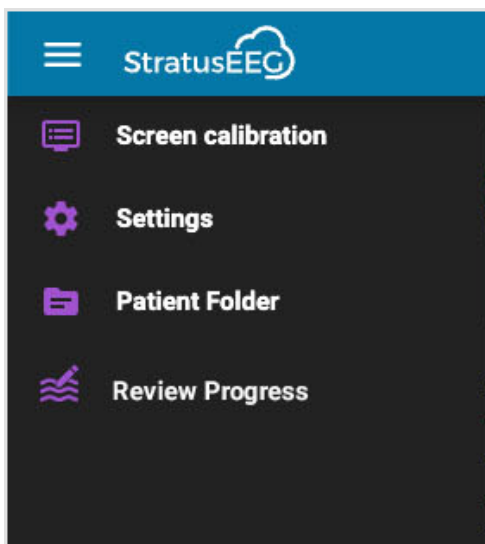 StratusEEG
Screen calibration
Settings
Patient Folder
Review Progress